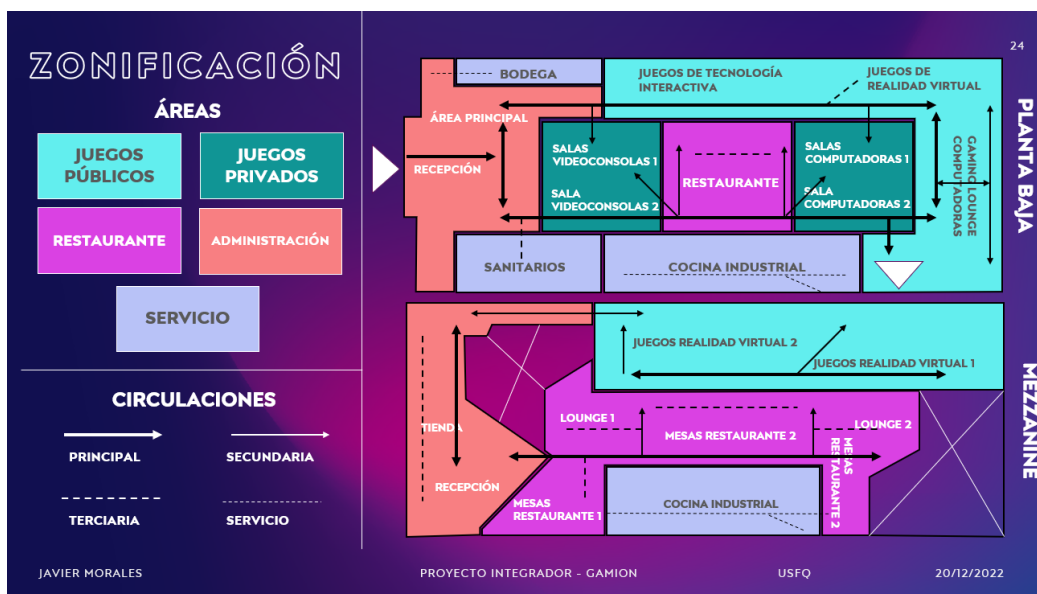 24
ZONIFICACIÓN
ÁREAS
JUEGOS
PÚBLICOS
JUEGOS
PRIVADOS
RESTAURANTE
ADMINISTRACIÓN
SERVICIO
CIRCULACIONES
PRINCIPAL
SECUNDARIA
TERCIARIA
SERVICIO
BODEGA
JUEGOS DE TECNOLOGÍA
INTERACTIVA
JUEGOS DE
REALIDAD VIRTUAL
ÁREA PRINCIPAL
RECEPCIÓN
SALAS
VIDEOCONSOLAS 1
SALA
VIDEOCONSOLAS 2
RESTAURANTE
SALAS
COMPUTADORAS 1
SALA
COMPUTADORAS 2
GAMING LOUNGE
COMPUTADORAS
SANITARIOS
COCINA INDUSTRIAL
PLANTA BAJA
JUEGOS REALIDAD VIRTUAL 2
JUEGOS REALIDAD VIRTUAL 1
TIENDA
LOUNGE 1
LOUNGE 2
MESAS RESTAURANTE 2
MESAS
RESTAURANTE 2
RECEPCIÓN
MESAS
RESTAURANTE 1
COCINA INDUSTRIAL
MEZZANINE
JAVIER MORALES
PROYECTO INTEGRADOR - GAMION
USFQ
20/12/2022